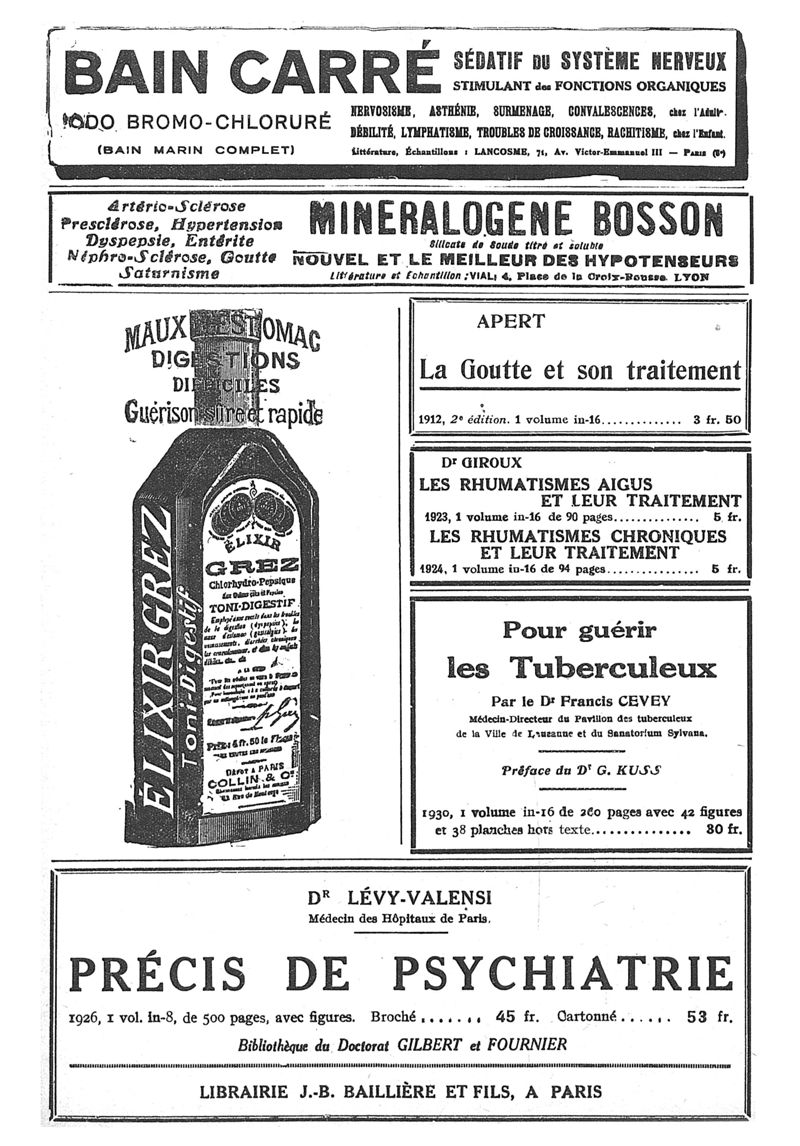 BAIN CARRÉ
SÉDATIF DU SYSTÈME NERVEUX
STIMULANT des FONCTIONS ORGANIQUES
IODO BROMO-CHLORURÉ
(BAIN MARIN COMPLET)
NERVOSISME, ASTHÉNIE, SURMENAGE, CONVALESCENCES, chez l'Adulte.
DÉBILITÉ, LYMPHATISME, TROUBLES DE CROISSANCE, RACHITISME, chez l'Enfant.
Littérature, Échantillons : LANCOSME, 71, Av. Victor-Emmanuel III — PARIS (8e)
Artério-Sclérose
Presclérose, Hypertension
Dyspepsie, Entérite
Néphro-Sclérose, Goutte
Saturnisme
MINERALOGENE BOSSON
Silicate de Soude titré et soluble
NOUVEL ET LE MEILLEUR DES HYPOTENSEURS
Littérature et Échantillon ; VIAL; 4, Place de la Croix-Rousse. LYON
MAUX D'ESTOMAC
DIGESTIONS
DIFFICILES
Guérison sûre et rapide
ELIXIR GREZ
Toni-Digestif
ÉLIXIR
GREZ
Chlorhydro-Pepsique
TONI-DIGESTIF
Prix: 4 fr. 50 le
DÉPÔT A PARIS
COLLIN & Cie
APERT
La Goutte et son traitement
1912, 2e édition. 1 volume in-16.............. 3 fr. 50
Dr GIROUX
LES RHUMATISMES AIGUS
ET LEUR TRAITEMENT
1923, 1 volume in-16 de 90 pages............... 5 fr.
LES RHUMATISMES CHRONIQUES
ET LEUR TRAITEMENT
1924, 1 volume in-16 de 94 pages................ 5 fr.
Pour guérir
les Tuberculeux
Par le Dr Francis CEVEY
Médecin-Directeur du Pavillon des tuberculeux
de la Ville de Lausanne et du Sanatorium Sylvana.
Préface du Dr G. KUSS
1930, 1 volume in-16 de 260 pages avec 42 figures
et 38 planches hors texte............... 30 fr.
DR LÉVY-VALENSI
Médecin des Hôpitaux de Paris.
PRÉCIS DE PSYCHIATRIE
1926, 1 vol. in-8, de 500 pages, avec figures. Broché....... 45 fr. Cartonné...... 53 fr.
Bibliothèque du Doctorat GILBERT et FOURNIER
LIBRAIRIE J.-B. BAILLIÈRE ET FILS, A PARIS